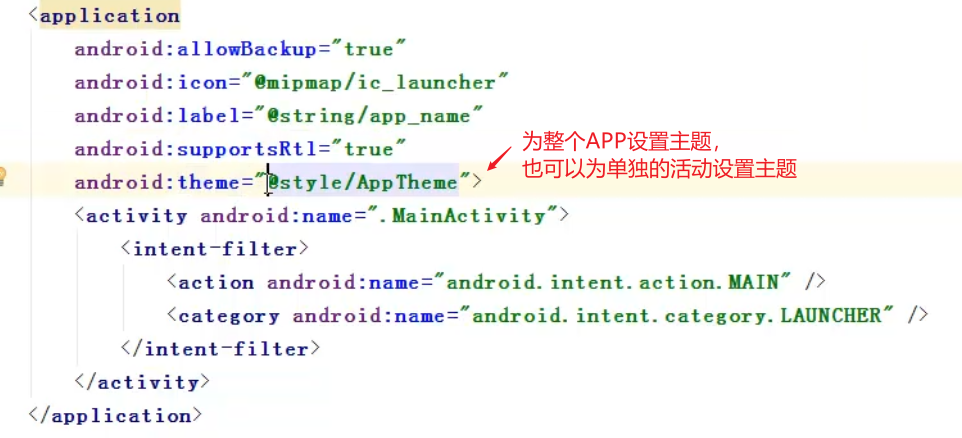 <application
android:allowBackup="true"
android:icon="@mipmap/ic_launcher"
android:label="@string/app_name"
android:supportsRtl="true"
android:theme="@style/AppTheme">
为整个APP设置主题，
也可以为单独的活动设置主题
<activity android:name=".MainActivity">
<intent-filter>
<action android:name="android.intent.action.MAIN" />
<category android:name="android.intent.category.LAUNCHER" />
</intent-filter>
</activity>
</application>